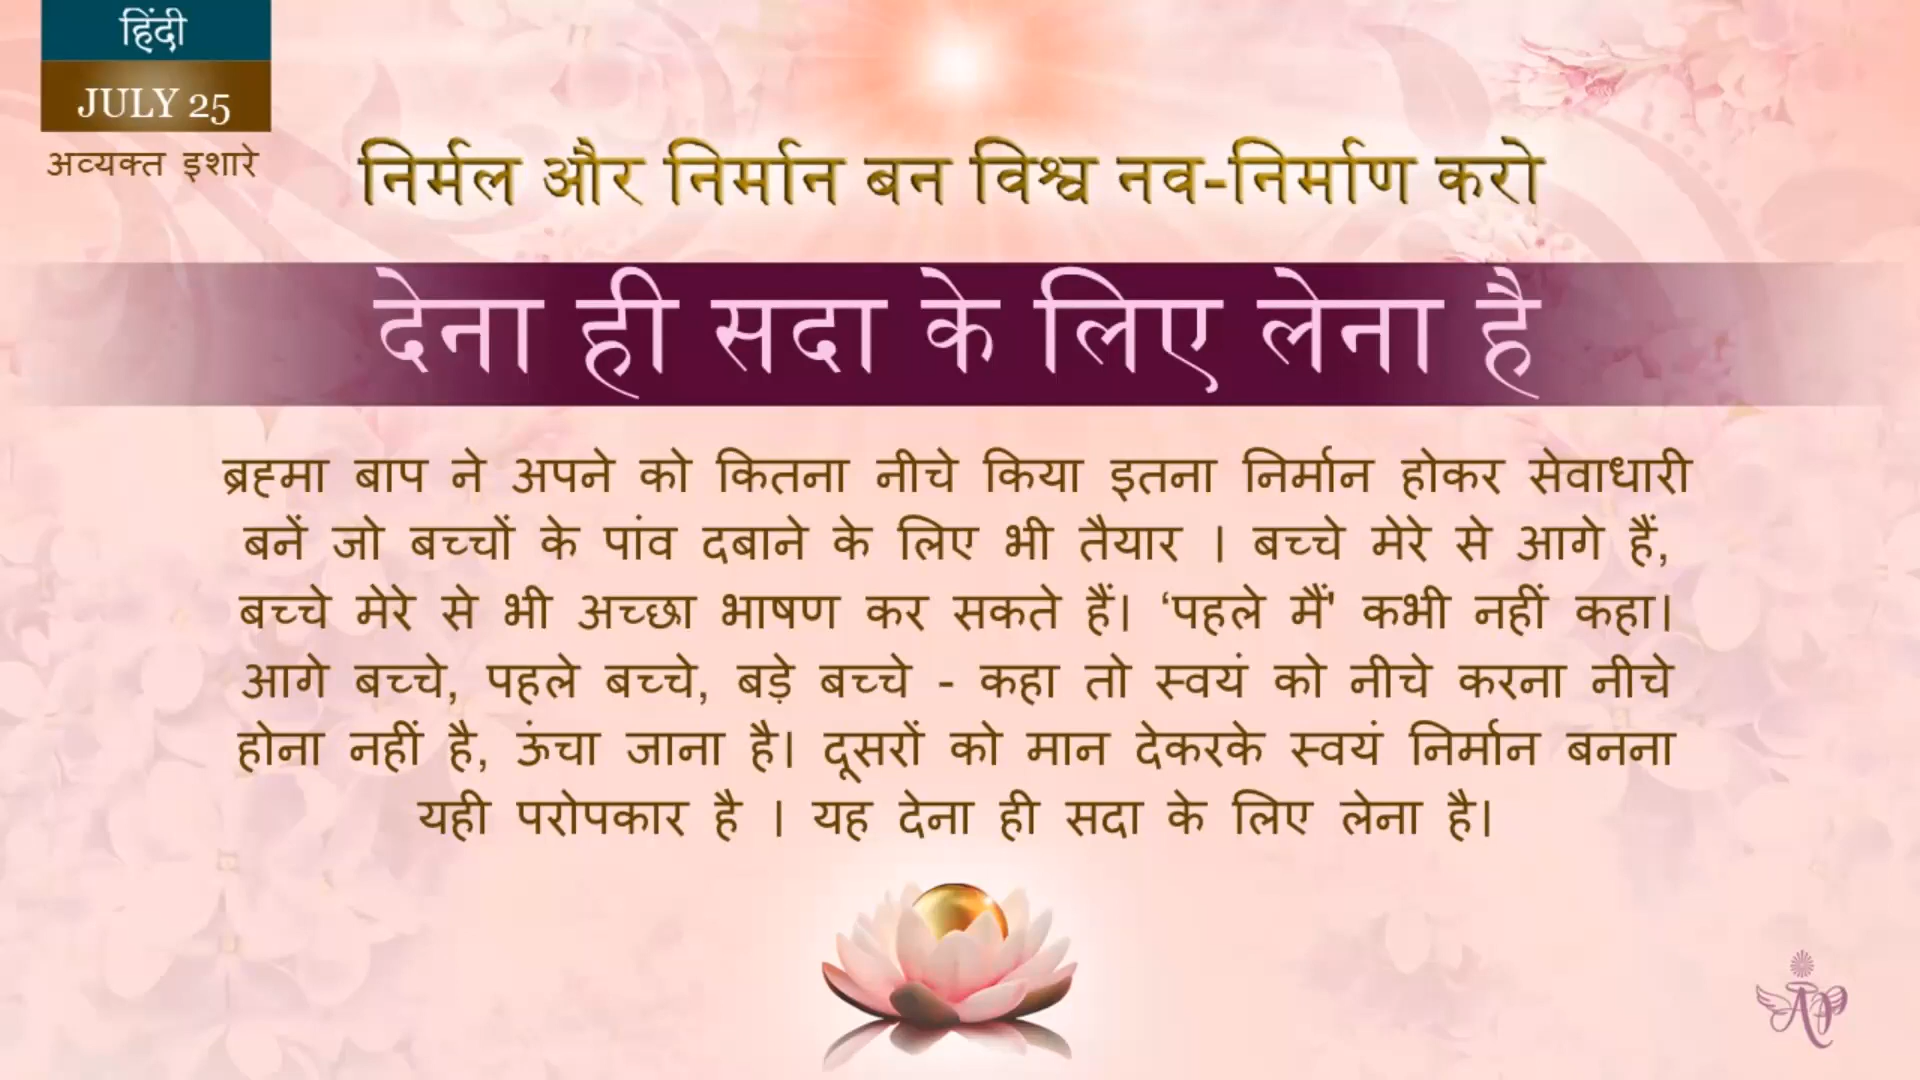 हिंदी
JULY 25
अव्यक्त इशारे
निर्मल और निर्मान बन विश्व नव-निर्माण करो
देना ही सदा के लिए लेना है
ब्रह्मा बाप ने अपने को कितना नीचे किया इतना निर्मान होकर सेवाधारी
बनें जो बच्चों के पांव दबाने के लिए भी तैयार । बच्चे मेरे से आगे हैं,
बच्चे मेरे से भी अच्छा भाषण कर सकते हैं। ‘पहले मैं' कभी नहीं कहा।
आगे बच्चे, पहले बच्चे, बड़े बच्चे - कहा तो स्वयं को नीचे करना नीचे
होना नहीं है, ऊंचा जाना है। दूसरों को मान देकरके स्वयं निर्मान बनना
यही परोपकार है । यह देना ही सदा के लिए लेना है।